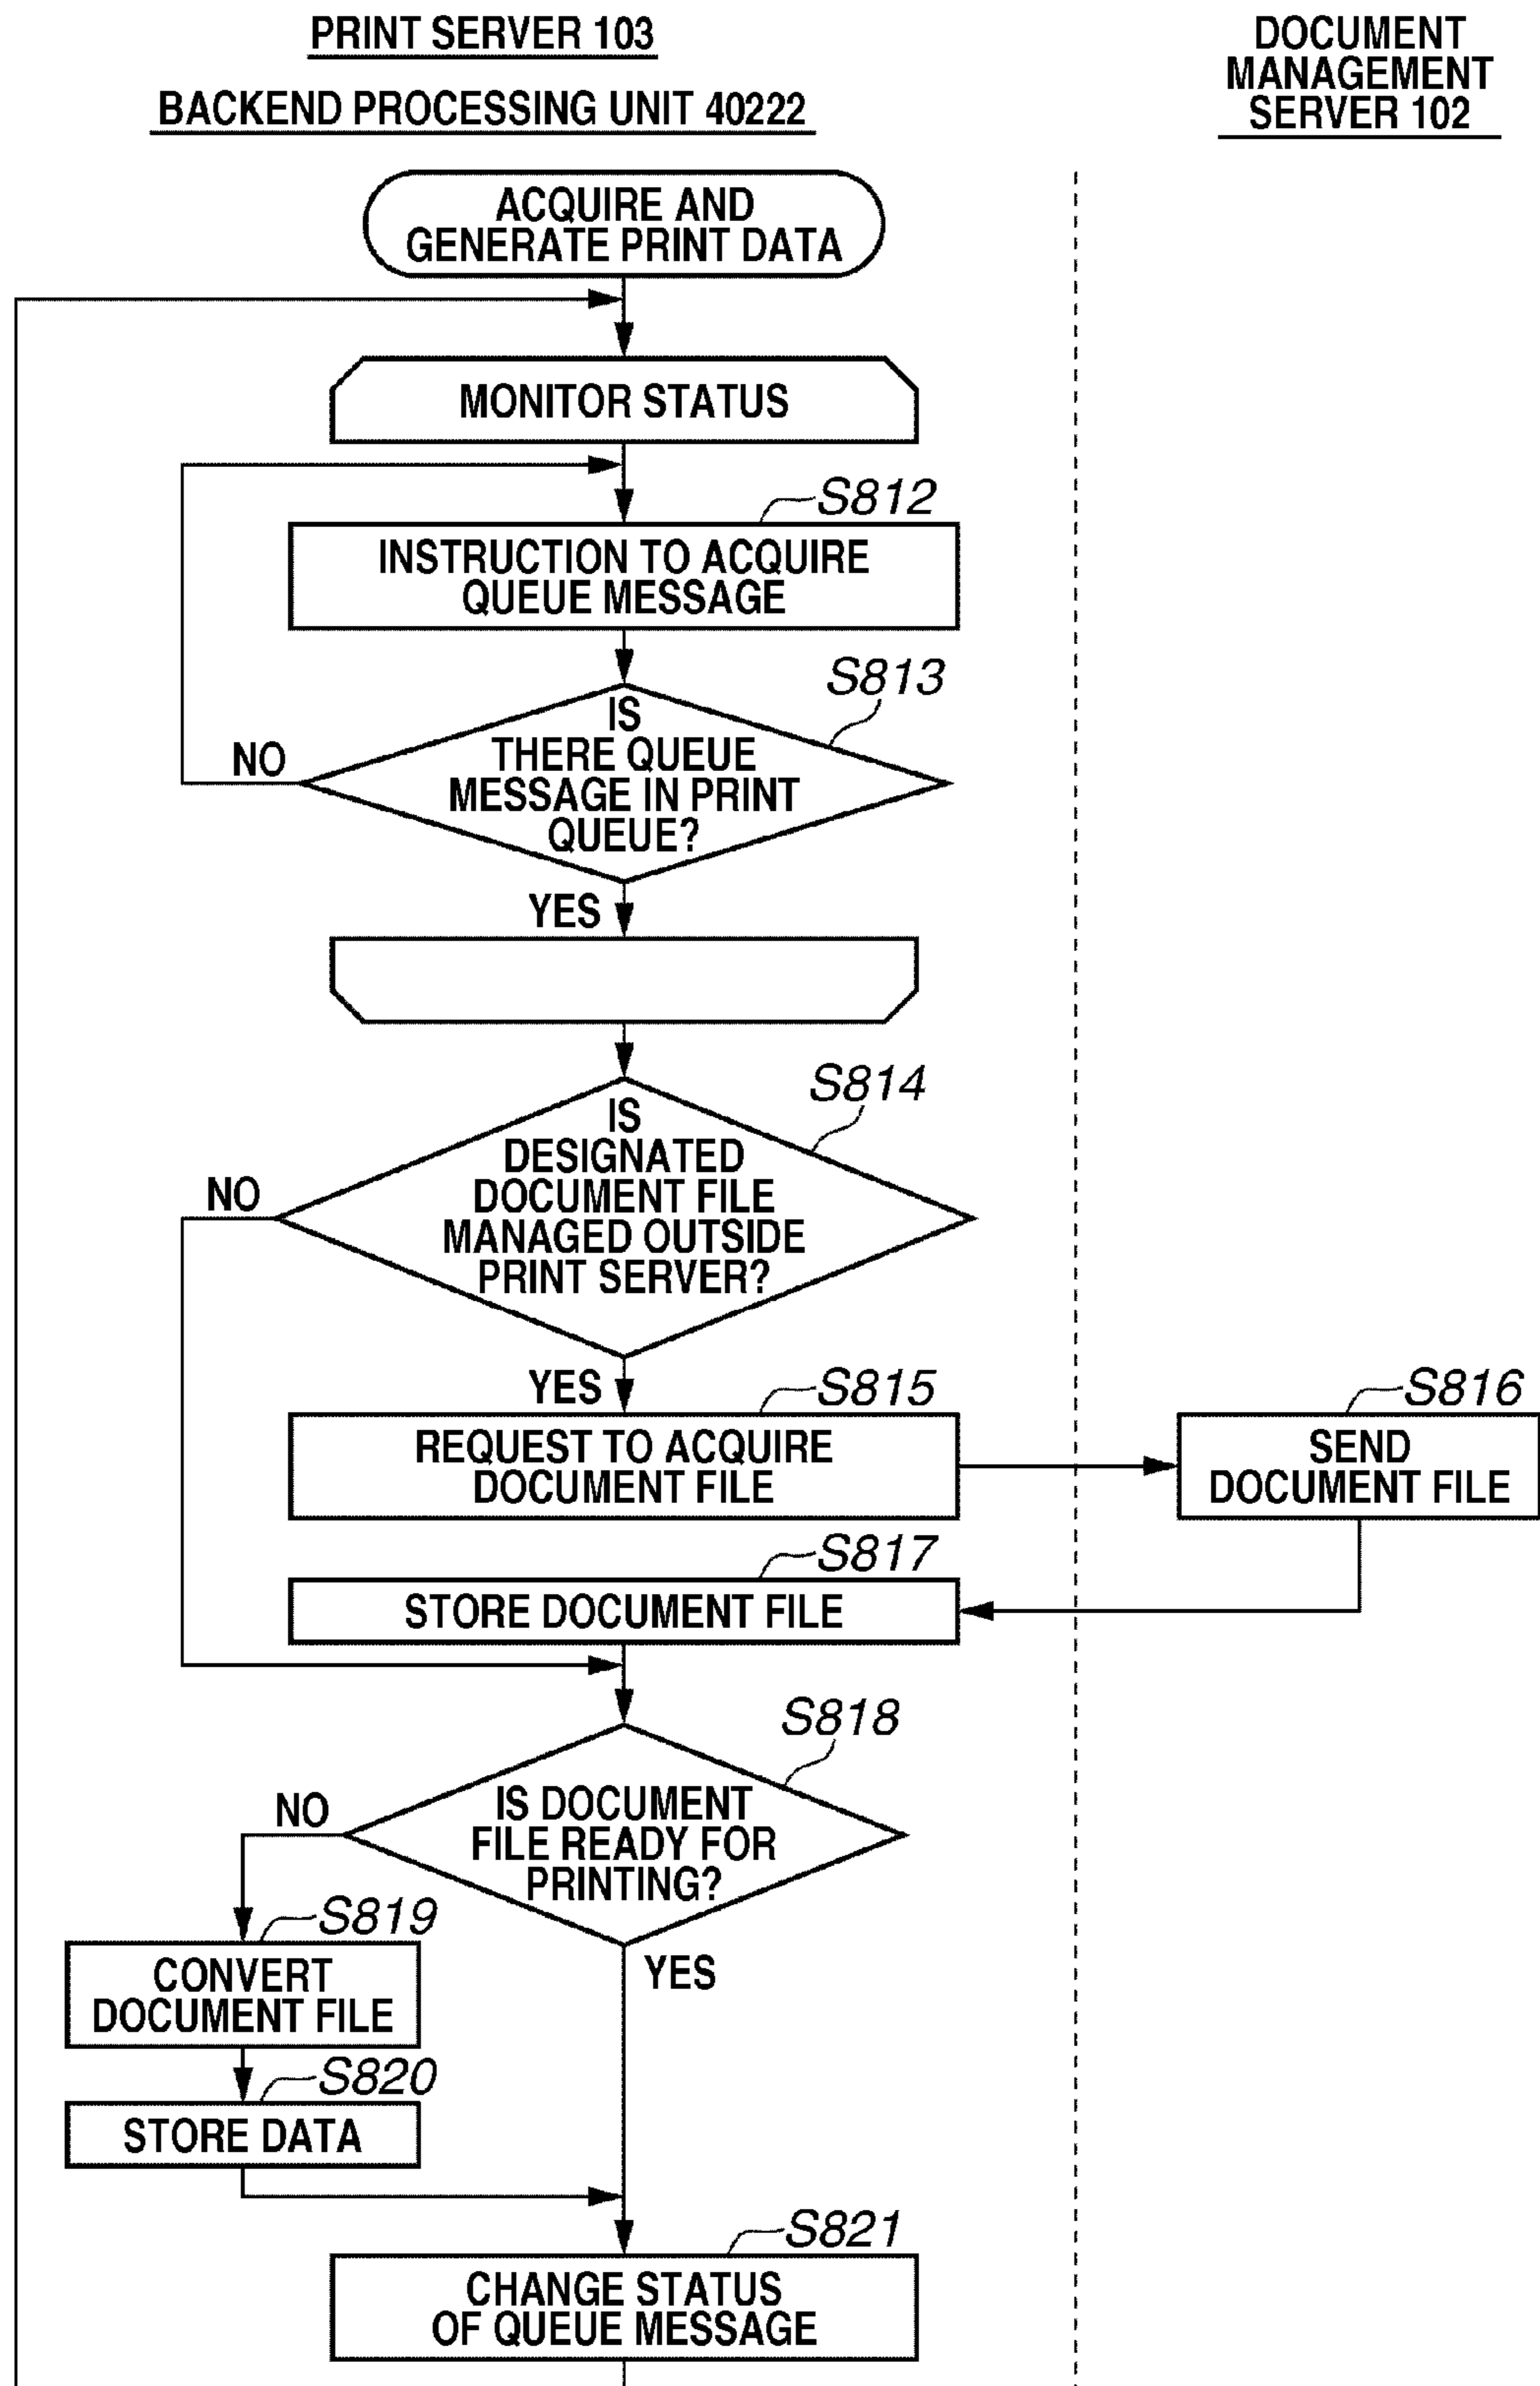 PRINT SERVER 103
BACKEND PROCESSING UNIT 40222
DOCUMENT
MANAGEMENT
SERVER 102
ACQUIRE AND
GENERATE PRINT DATA
MONITOR STATUS
S812
INSTRUCTION TO ACQUIRE
QUEUE MESSAGE
S813
IS
THERE QUEUE
MESSAGE IN PRINT
QUEUE?
NO
YES
S814
IS
DESIGNATED
DOCUMENT FILE
MANAGED OUTSIDE
PRINT SERVER?
NO
YES
S815
REQUEST TO ACQUIRE
DOCUMENT FILE
S816
SEND
DOCUMENT FILE
S817
STORE DOCUMENT FILE
S818
IS DOCUMENT
FILE READY FOR
PRINTING?
NO
YES
S819
CONVERT
DOCUMENT FILE
S820
STORE DATA
S821
CHANGE STATUS
OF QUEUE MESSAGE